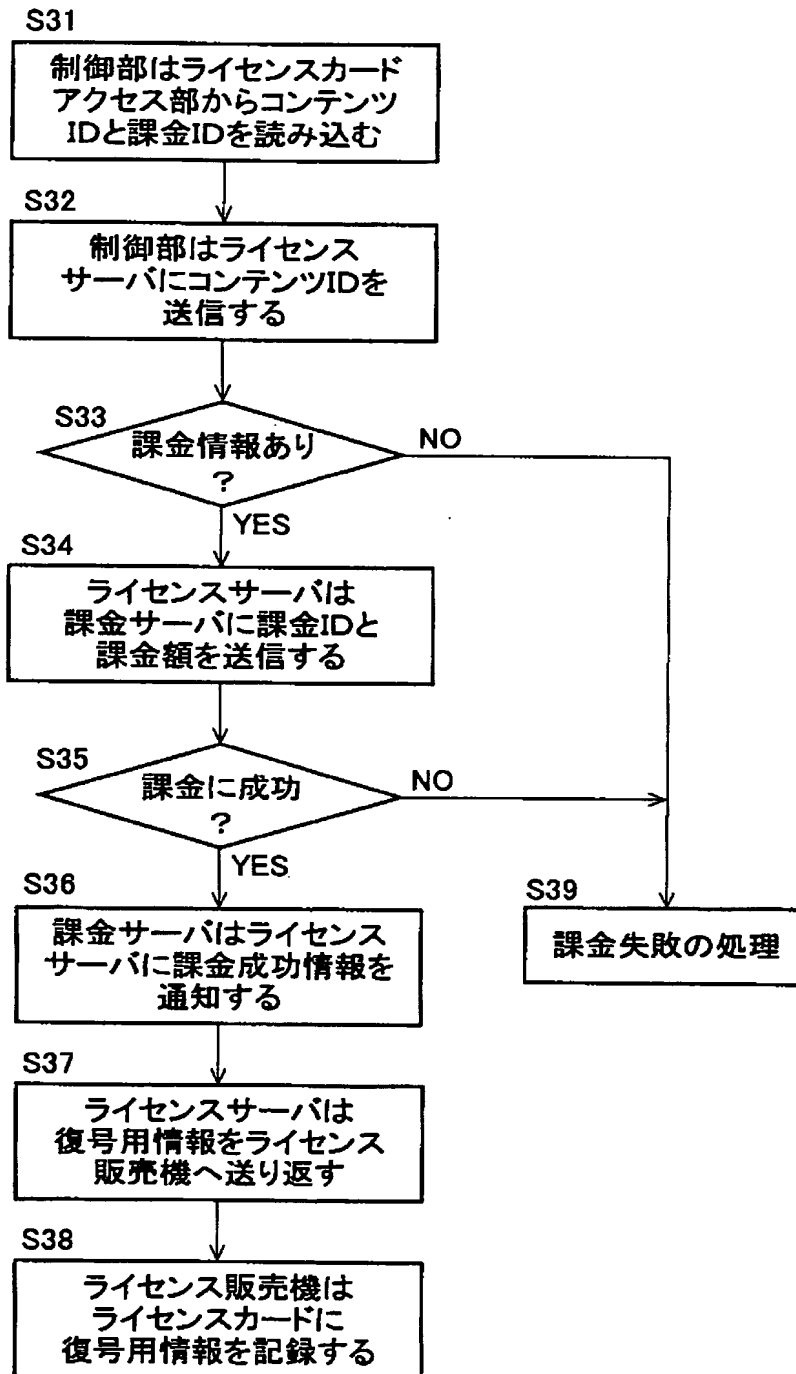 S31
制御部はライセンスカード
アクセス部からコンテンツ
IDと課金IDを読み込む
S32
制御部はライセンス
サーバにコンテンツIDを
送信する
S33
課金情報あり
?
NO
YES
S34
ライセンスサーバは
課金サーバに課金IDと
課金額を送信する
S35
課金に成功
?
NO
YES
S36
課金サーバはライセンス
サーバに課金成功情報を
通知する
S39
課金失敗の処理
S37
ライセンスサーバは
復号用情報をライセンス
販売機へ送り返す
S38
ライセンス販売機は
ライセンスカードに
復号用情報を記録する